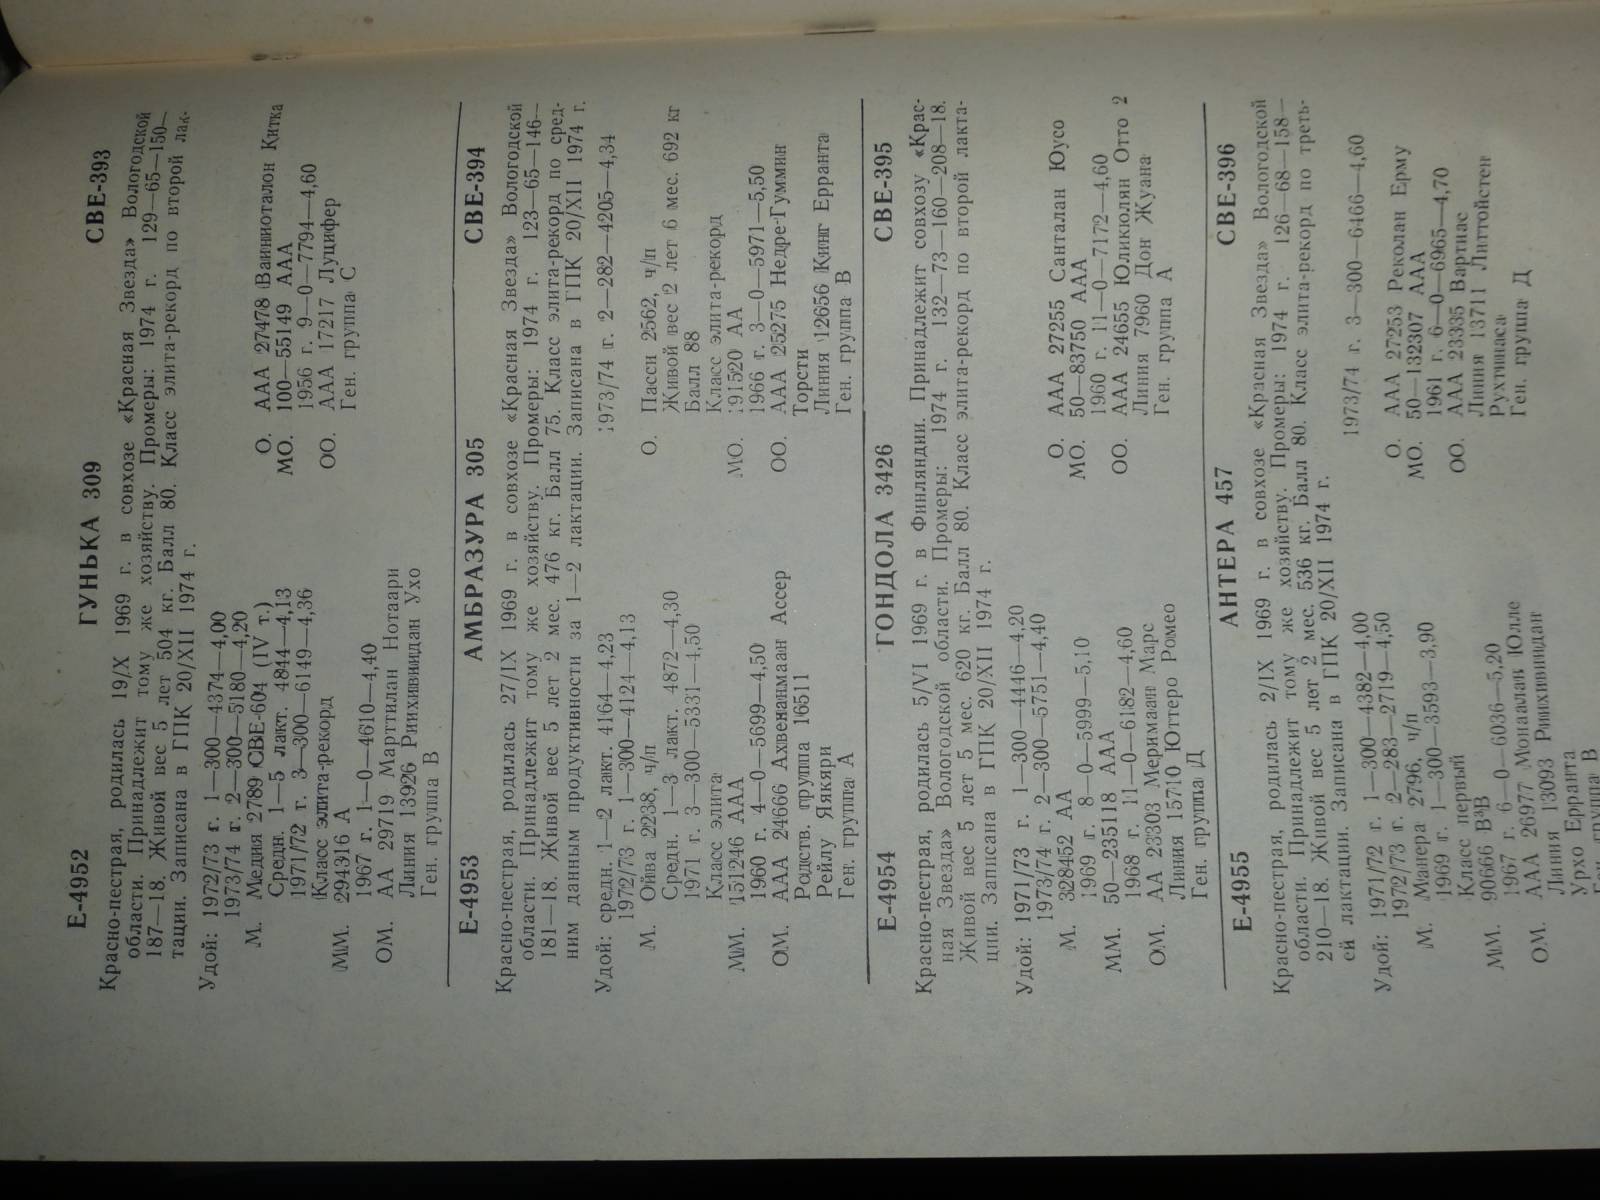 Е-4952 ГУНЬКА 309 СВЕ-393
Красно-пестрая, родилась 19/X 1969 г. в совхозе «Красная Звезда» Вологодской
области. Принадлежит тому же хозяйству. Промеры: 1974 г. 129—65—150—
187—18. Живой вес 5 лет 504 кг. Балл 80. Класс элита-рекорд по второй лак-
тации. Записана в ГПК 20/XII 1974 г.
Удой: 1972/73 г. 1—300—4374—4,00
1973/74 г. 2—300—5180—4,20
М. Медия 2789 СВЕ-604 (IV т.)
Средн. 1—5 лакт. 4844—4,13
1971/72 г. 3—300—6149—4,36
Класс элита-рекорд
ММ. 294316 А
1967 г. 1—0—4610—4,40
ОМ. АА 29719 Марттилан Нотаари
Линия 13926 Риихивиидан Ухо
Ген. группа В
О. ААА 27478 Ваиниоталон Китка
МО. 100—55149 ААА
1956 г. 9—0—7794—4,60
ОО. ААА 17217 Луцифер
Ген. группа С
Е-4953 АМБРАЗУРА 305 СВЕ-394
Красно-пестрая, родилась 27/IX 1969 г. в совхозе «Красная Звезда» Вологодской
области. Принадлежит тому же хозяйству. Промеры: 1974 г. 123—65—146—
181—18. Живой вес 5 лет 2 мес. 476 кг. Балл 75. Класс элита-рекорд по сред-
ним данным продуктивности за 1—2 лактации. Записана в ГПК 20/XII 1974 г.
Удой: средн. 1—2 лакт. 4164—4,23
1972/73 г. 1—300—4124—4,13
1973/74 г. 2—282—4205—4,34
М. Ойва 2238, ч/п
Средн. 1—3 лакт. 4872—4,30
1971 г. 3—300—5331—4,50
Класс элита
ММ. 151246 ААА
1960 г. 4—0—5699—4,50
ОМ. ААА 24666 Ахвенанмаан Ассер
Родств. группа 16511
Рейлу Яякяри
Ген. группа А
О. Пасси 2562, ч/п
Живой вес 2 лет 6 мес. 692 кг
Балл 88
Класс элита-рекорд
МО. 91520 АА
1966 г. 3—0—5971—5,50
ОО. ААА 25275 Недре-Гуммин
Торсти
Линия 12656 Кинг Ерранта
Ген. группа В
Е-4954 ГОНДОЛА 3426 СВЕ-395
Красно-пестрая, родилась 5/VI 1969 г. в Финляндии. Принадлежит совхозу «Крас-
ная Звезда» Вологодской области. Промеры: 1974 г. 132—73—160—208—18.
Живой вес 5 лет 5 мес. 620 кг. Балл 80. Класс элита-рекорд по второй лакта-
ции. Записана в ГПК 20/XII 1974 г.
Удой: 1971/73 г. 1—300—4446—4,20
1973/74 г. 2—300—5751—4,40
М. 328452 АА
1969 г. 8—0—5999—5,10
ММ. 50—235118 ААА
1968 г. 11—0—6182—4,60
ОМ. АА 23303 Меримаан Марс
Линия 15710 Юттеро Ромео
Ген. группа Д
О. ААА 27255 Санталан Юусо
МО. 50—83750 ААА
1960 г. 11—0—7172—4,60
ОО. ААА 24655 Юликиолян Отто 2
Линия 7960 Дон Жуана
Ген. группа А
Е-4955 АНТЕРА 457 СВЕ-396
Красно-пестрая, родилась 2/IX 1969 г. в совхозе «Красная Звезда» Вологодской
области. Принадлежит тому же хозяйству. Промеры: 1974 г. 126—68—158—
210—18. Живой вес 5 лет 2 мес. 536 кг. Балл 80. Класс элита-рекорд по треть-
ей лактации. Записана в ГПК 20/XII 1974 г.
Удой: 1971/72 г. 1—300—4382—4,00
1972/73 г. 2—283—2719—4,50
1973/74 г. 3—300—6466—4,60
М. Манера 2796, ч/п
1969 г. 1—300—3593—3,90
Класс первый
ММ. 90666 ВЗВ
1967 г. 6—0—6036—5,20
ОМ. ААА 26977 Монаалан Юлле
Линия 13093 Риихивиидан
Урхо Ерранта
Ген. группа В
О. ААА 27253 Реколан Ерму
МО. 50—132307 ААА
1961 г. 6—0—6965—4,70
ОО. ААА 23335 Вартиас
Линия 13711 Литтойстен
Рухтинаса
Ген. группа Д